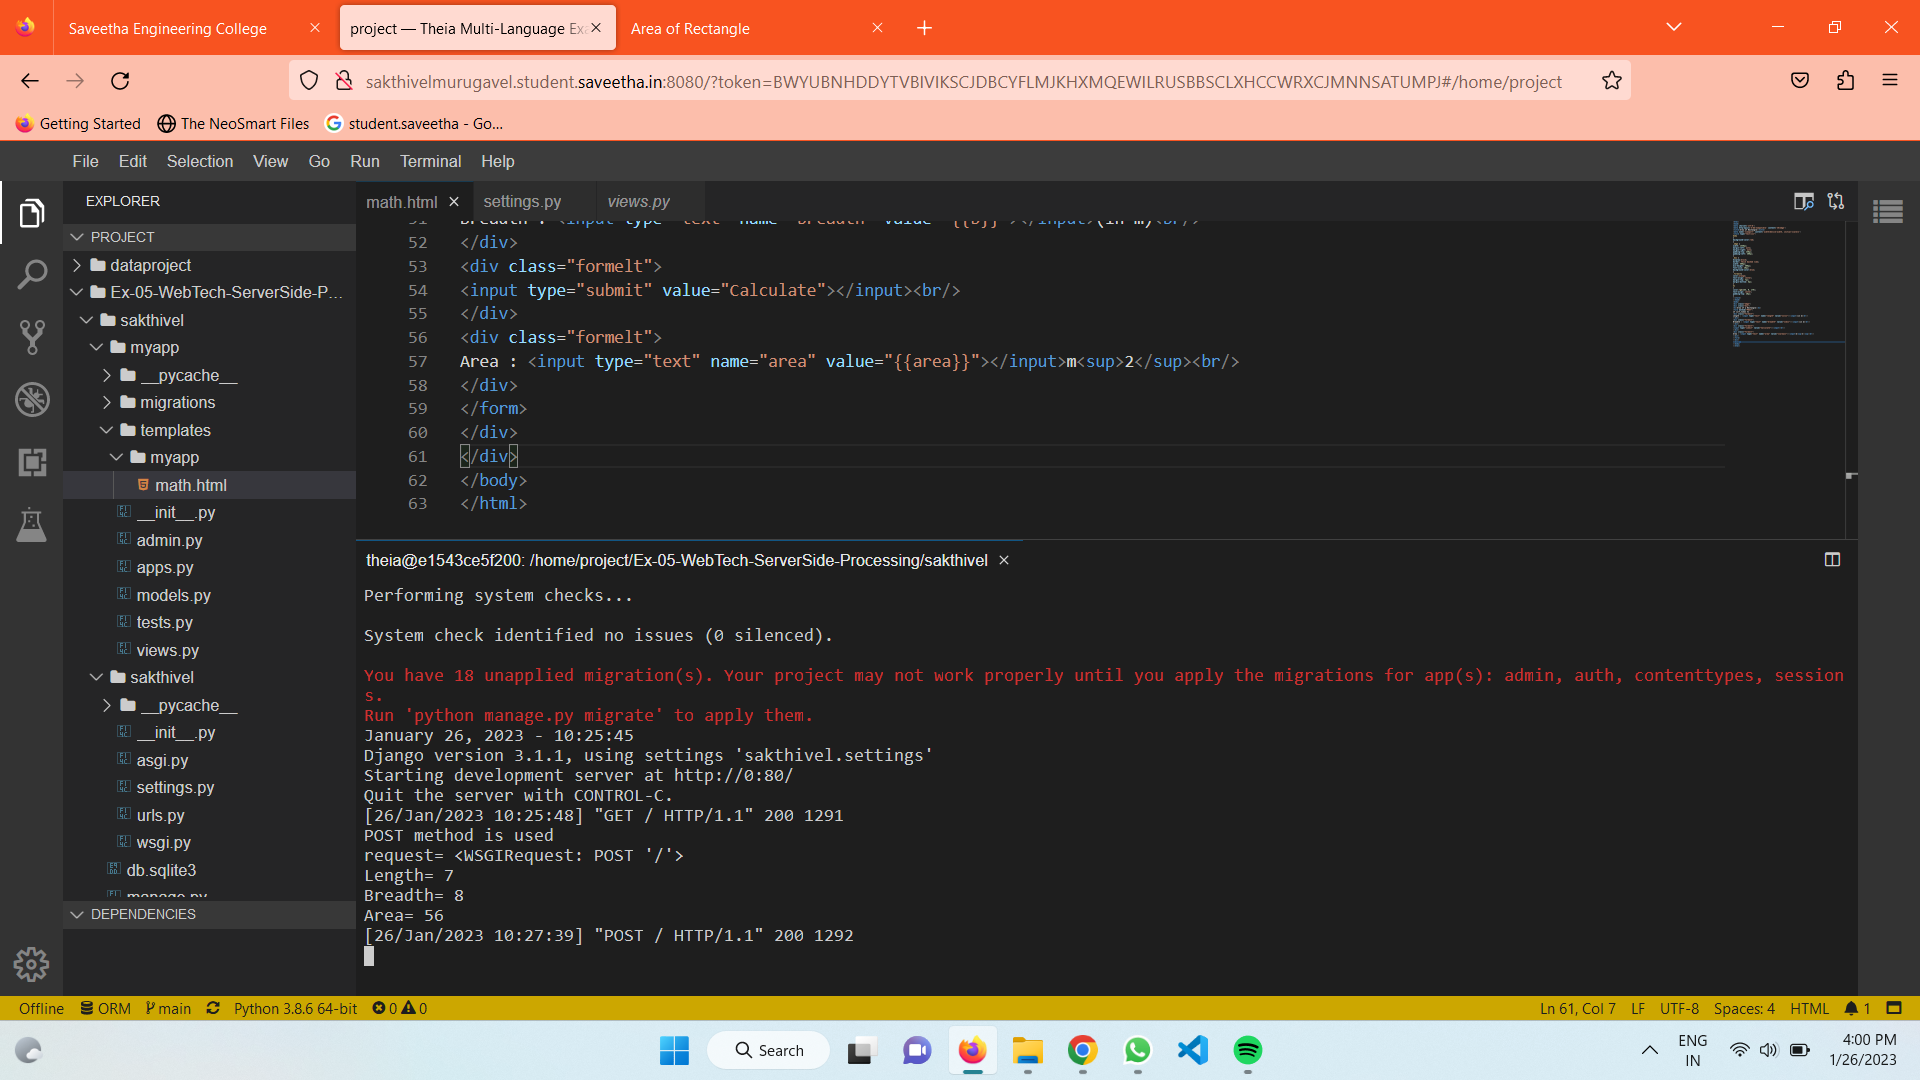 Saveetha Engineering College
project — Theia Multi-Language Ex
Area of Rectangle
sakthivelmurugavel.student.saveetha.in:8080/?token=BWYUBNHDDYTVBIVIKSCJDBCYFLMJKHXMQEWILRUSBBSCLXHCCWRXCJMNNSATUMPJ#/home/project
Getting Started
The NeoSmart Files
student.saveetha - Go...
File Edit Selection View Go Run Terminal Help
EXPLORER
PROJECT
dataproject
Ex-05-WebTech-ServerSide-P...
sakthivel
myapp
__pycache__
migrations
templates
myapp
math.html
__init__.py
admin.py
apps.py
models.py
tests.py
views.py
sakthivel
__pycache__
__init__.py
asgi.py
settings.py
urls.py
wsgi.py
db.sqlite3
manage.py
DEPENDENCIES
math.html
settings.py
views.py
51 Breadth : <input type="text" name="breadth" value="{{b}}"></input>(in m)<br/>
52 </div>
53 <div class="formelt">
54 <input type="submit" value="Calculate"></input><br/>
55 </div>
56 <div class="formelt">
57 Area : <input type="text" name="area" value="{{area}}"></input>m<sup>2</sup><br/>
58 </div>
59 </form>
60 </div>
61 </div>
62 </body>
63 </html>
theia@e1543ce5f200: /home/project/Ex-05-WebTech-ServerSide-Processing/sakthivel
Performing system checks...
System check identified no issues (0 silenced).
You have 18 unapplied migration(s). Your project may not work properly until you apply the migrations for app(s): admin, auth, contenttypes, session
s.
Run 'python manage.py migrate' to apply them.
January 26, 2023 - 10:25:45
Django version 3.1.1, using settings 'sakthivel.settings'
Starting development server at http://0:80/
Quit the server with CONTROL-C.
[26/Jan/2023 10:25:48] "GET / HTTP/1.1" 200 1291
POST method is used
request= <WSGIRequest: POST '/'>
Length= 7
Breadth= 8
Area= 56
[26/Jan/2023 10:27:39] "POST / HTTP/1.1" 200 1292
Offline ORM main Python 3.8.6 64-bit 0 0
Ln 61, Col 7 LF UTF-8 Spaces: 4 HTML 1
Search
ENG
IN
4:00 PM
1/26/2023